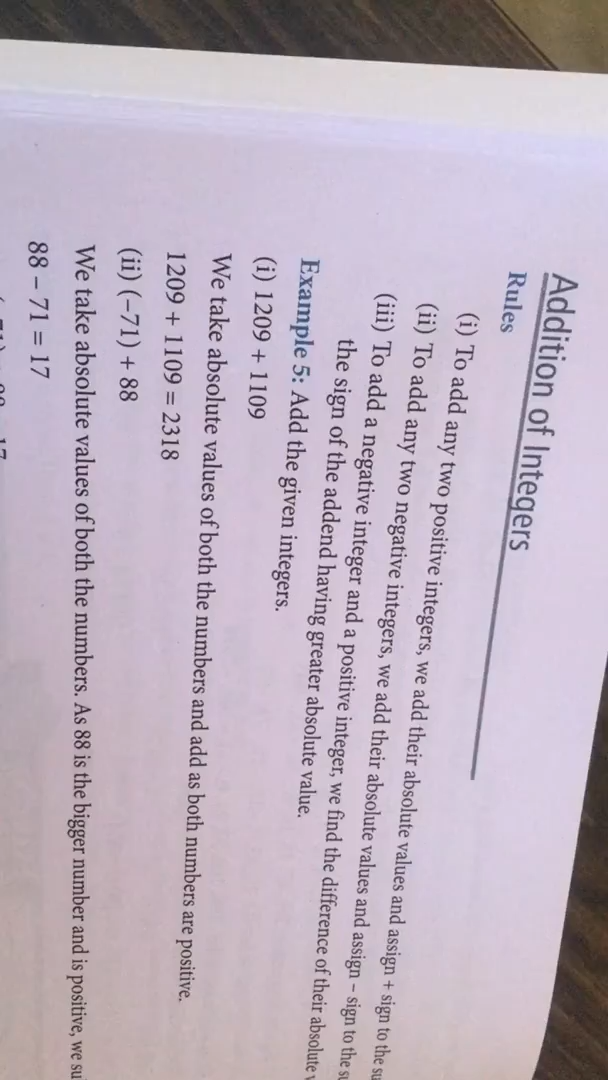 Addition of Integers
Rules
(i) To add any two positive integers, we add their absolute values and assign + sign to the
(ii) To add any two negative integers, we add their absolute values and assign – sign to the
(iii) To add a negative integer and a positive integer, we find the difference of their absolute
the sign of the addend having greater absolute value.
Example 5: Add the given integers.
(i) 1209 + 1109
We take absolute values of both the numbers and add as both numbers are positive.
1209 + 1109 = 2318
(ii) (–71) + 88
We take absolute values of both the numbers. As 88 is the bigger number and is positive, we
88 – 71 = 17